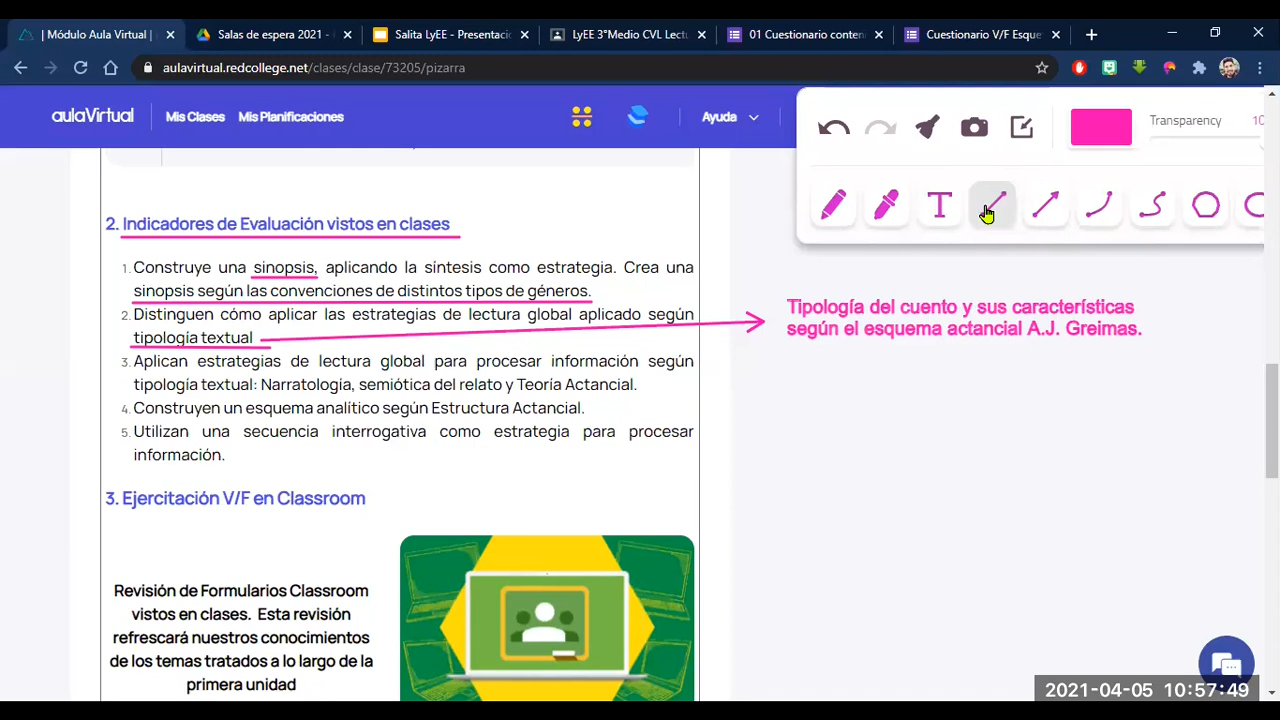 | Módulo Aula Virtual |
Salas de espera 2021 -
Salita LyEE - Presentacio
LyEE 3°Medio CVL Lectu
01 Cuestionario conten
Cuestionario V/F Esque
aulavirtual.redcollege.net/clases/clase/73205/pizarra
aulaVirtual
Mis Clases
Mis Planificaciones
Ayuda
Transparency
10
T
2. Indicadores de Evaluación vistos en clases
1. Construye una sinopsis, aplicando la síntesis como estrategia. Crea una
sinopsis según las convenciones de distintos tipos de géneros.
2. Distinguen cómo aplicar las estrategias de lectura global aplicado según
tipología textual
Tipología del cuento y sus características
según el esquema actancial A.J. Greimas.
3. Aplican estrategias de lectura global para procesar información según
tipología textual: Narratologia, semiótica del relato y Teoría Actancial.
4. Construyen un esquema analítico según Estructura Actancial.
5. Utilizan una secuencia interrogativa como estrategia para procesar
información.
3. Ejercitación V/F en Classroom
Revisión de Formularios Classroom
vistos en clases. Esta revisión
refrescará nuestros conocimientos
de los temas tratados a lo largo de la
primera unidad
2021-04-05 10:57:49